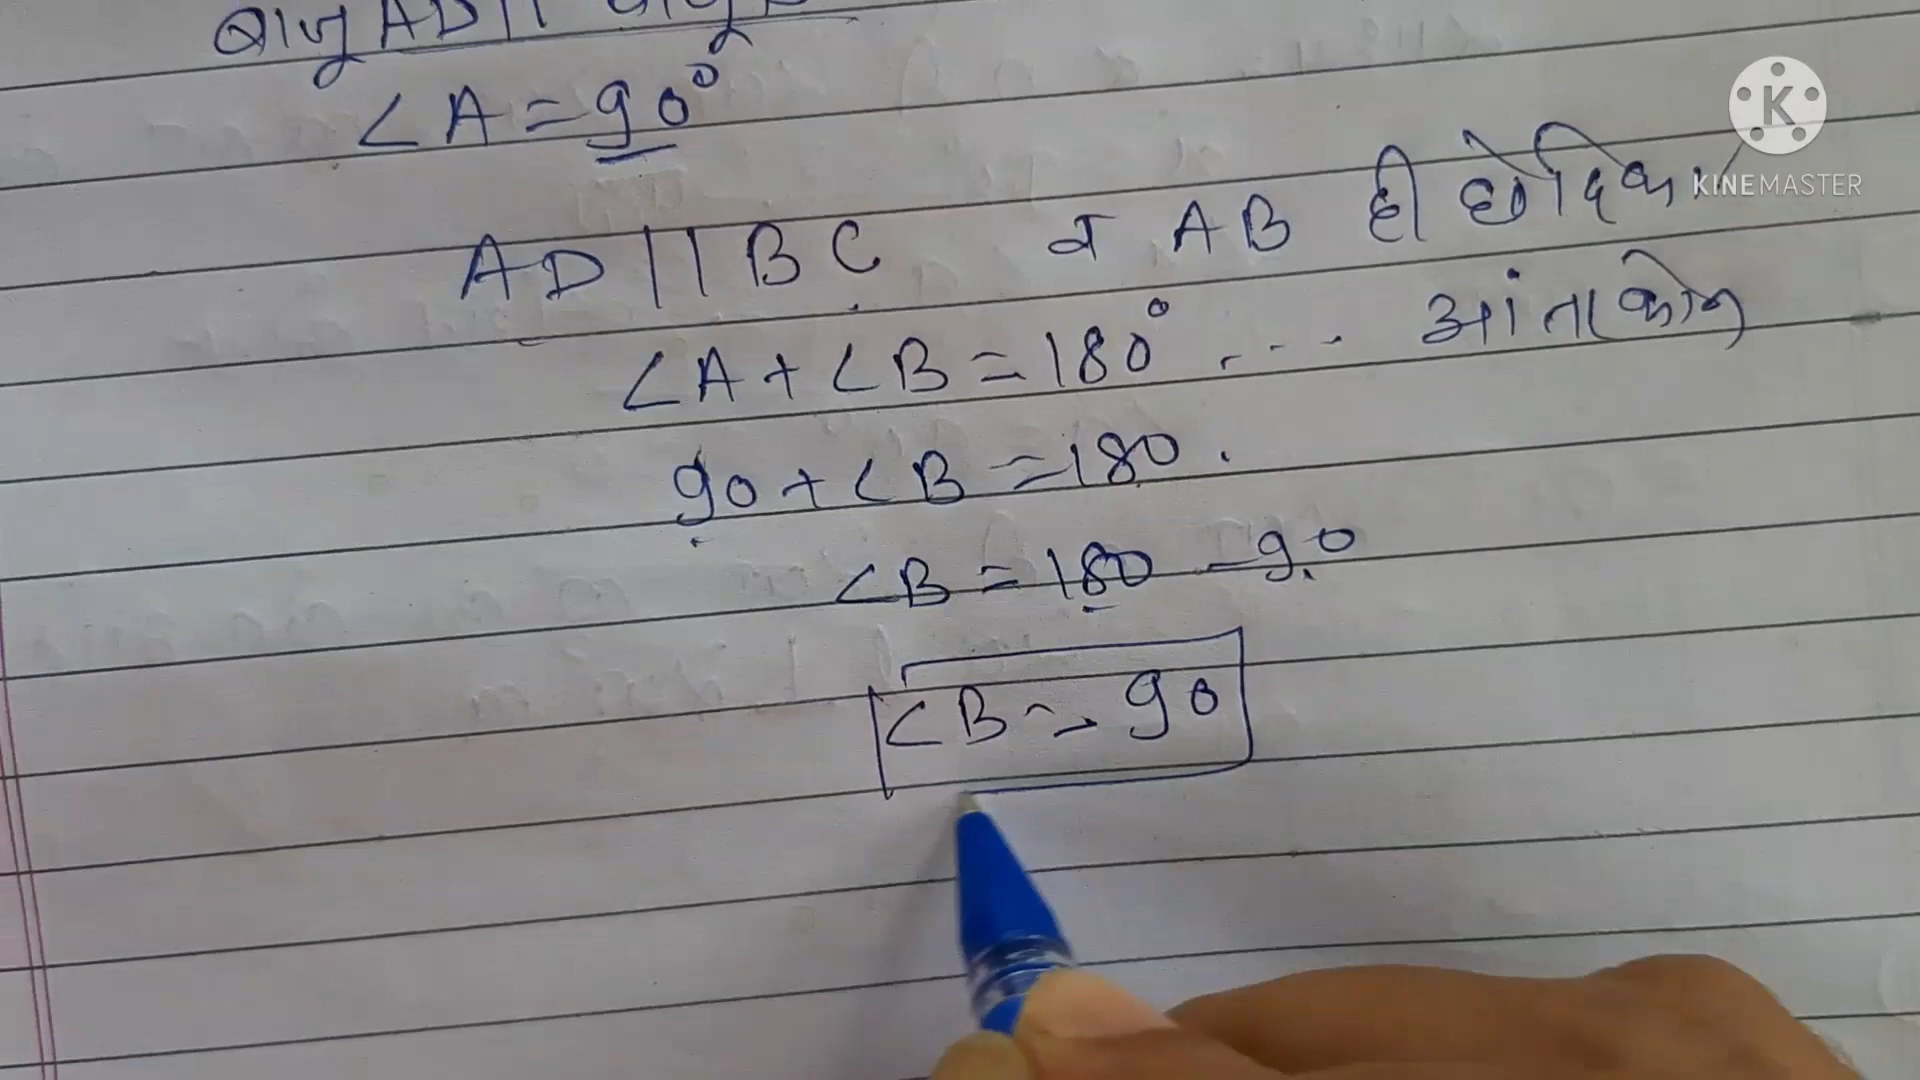 बाजू AD ||
∠A = 90°
AD || BC व AB ही छेदिका
∠A + ∠B = 180° ... आंतरकोन
90 + ∠B = 180.
∠B = 180 - 90
∠B = 90
K
KINEMASTER